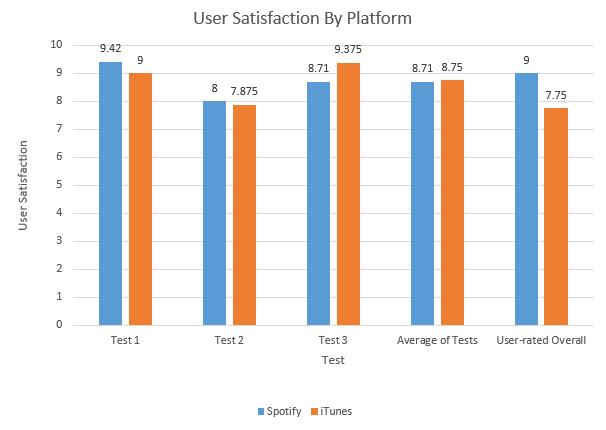 User Satisfaction By Platform
User Satisfaction
10
9
8
7
6
5
4
3
2
1
0
9.42
9
8
7.875
8.71
9.375
8.71
8.75
9
7.75
Test 1
Test 2
Test 3
Average of Tests
User-rated Overall
Test
Spotify
iTunes